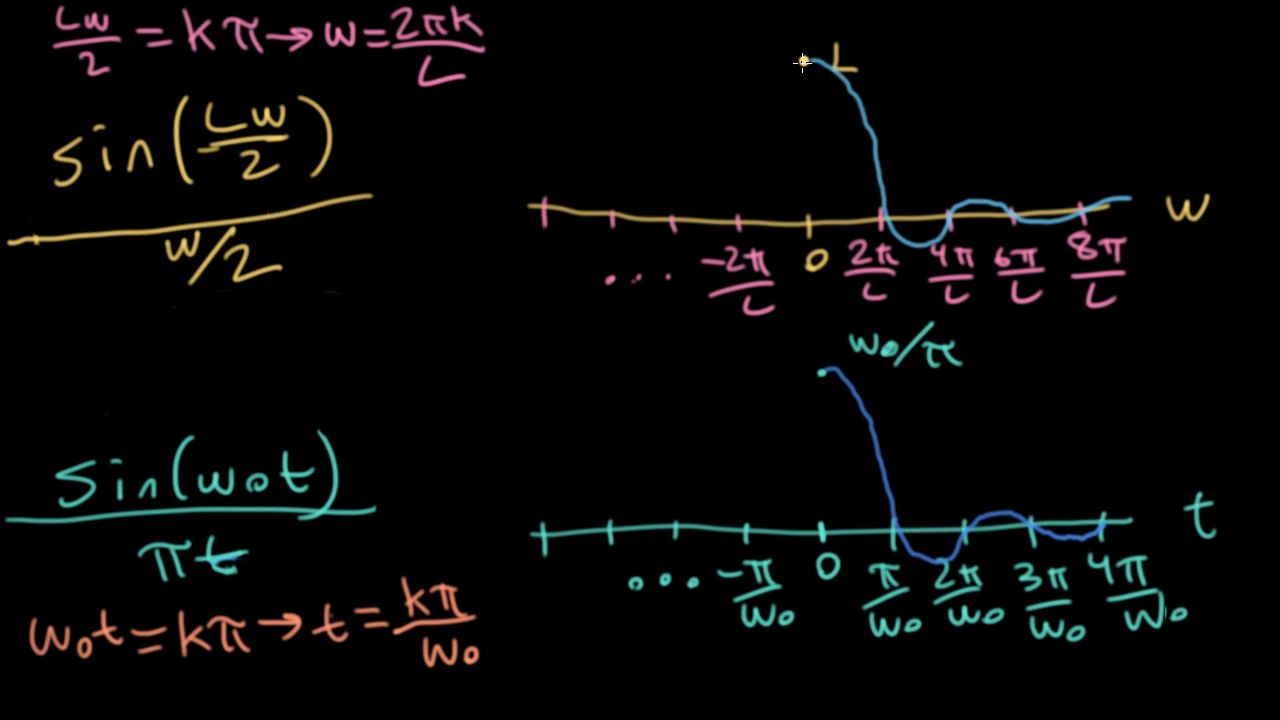 Lw/2 = kπ → w = 2πk/L
sin(Lw/2)
w/2
L
w
... -2π/L 0 2π/L 4π/L 6π/L 8π/L
w₀/π
sin(w₀t)
πt
t
... -π/w₀ 0 π/w₀ 2π/w₀ 3π/w₀ 4π/w₀
w₀t = kπ → t = kπ/w₀